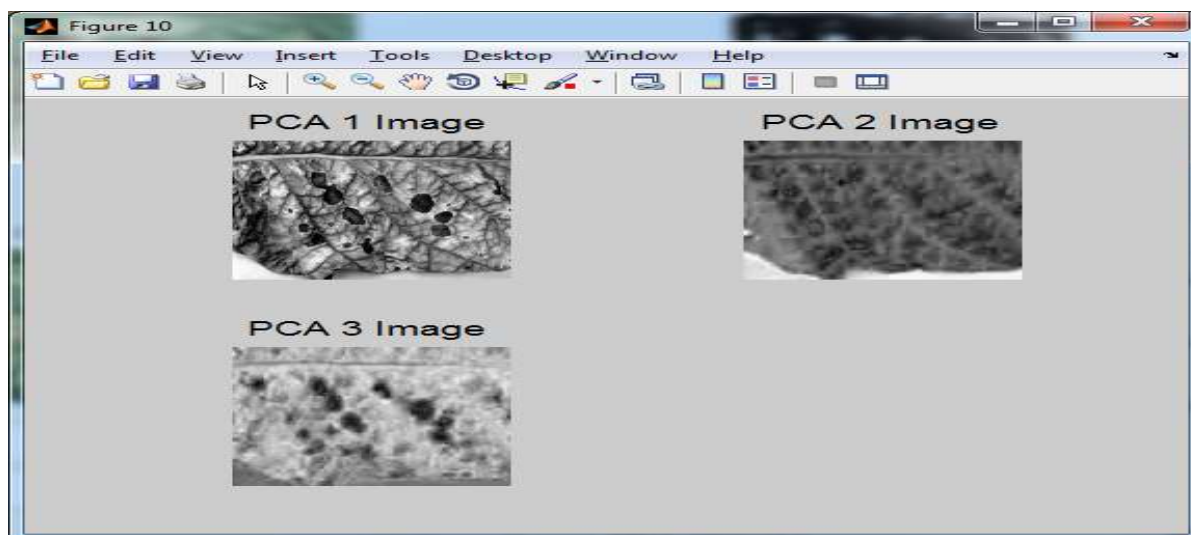 Figure 10
File Edit View Insert Tools Desktop Window Help
PCA 1 Image
PCA 2 Image
PCA 3 Image